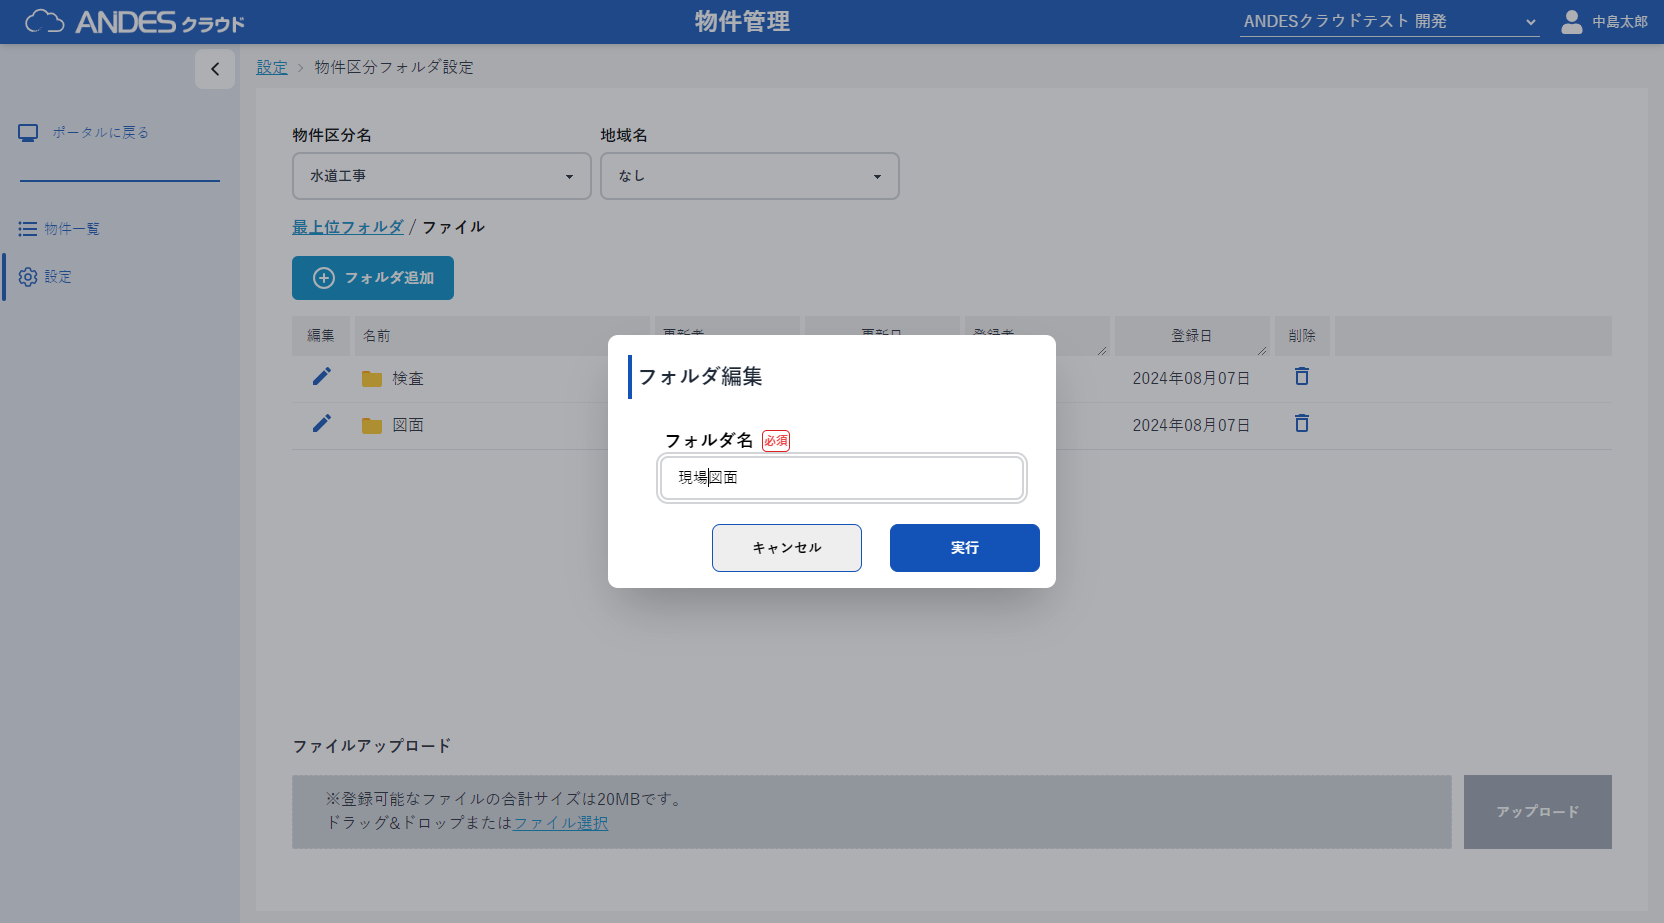 ANDES クラウド
物件管理
ANDESクラウドテスト 開発
中島太郎
設定 > 物件区分フォルダ設定
ポータルに戻る
物件一覧
設定
物件区分名
地域名
水道工事
なし
最上位フォルダ / ファイル
フォルダ追加
編集 名前 更新者 更新日 登録者 登録日 削除
検査 2024年08月07日
図面 2024年08月07日
フォルダ編集
フォルダ名 必須
現場図面
キャンセル
実行
ファイルアップロード
※登録可能なファイルの合計サイズは20MBです。
ドラッグ&ドロップまたはファイル選択
アップロード